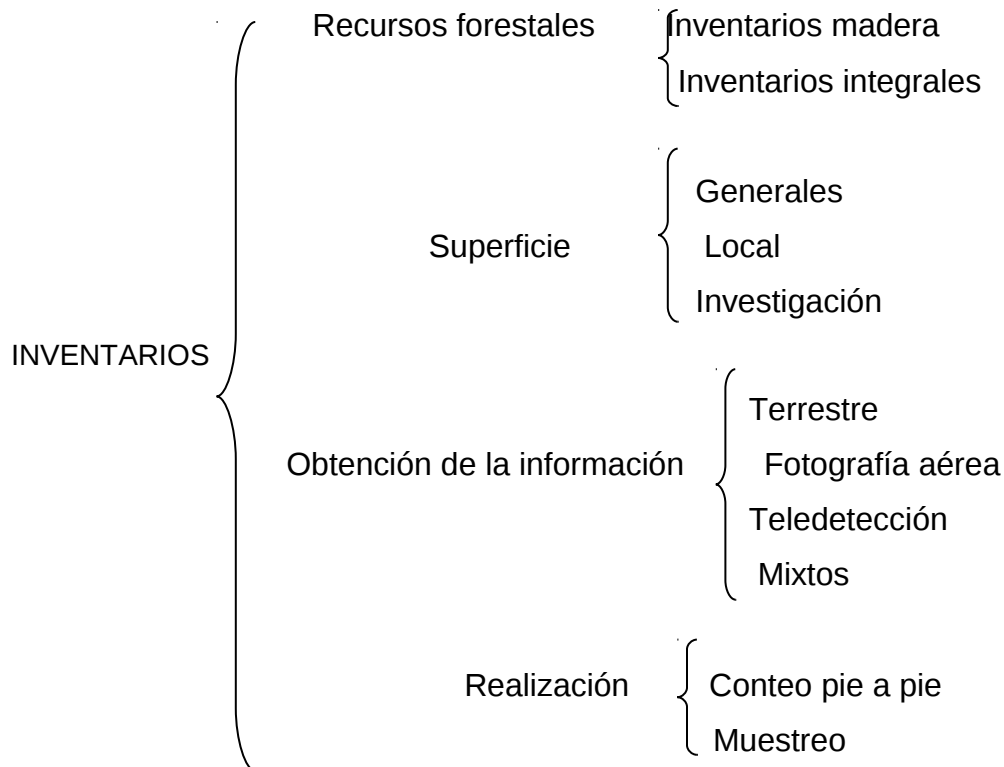 Recursos forestales
Inventarios madera
Inventarios integrales
Superficie
Generales
Local
Investigación
INVENTARIOS
Obtención de la información
Terrestre
Fotografía aérea
Teledetección
Mixtos
Realización
Conteo pie a pie
Muestreo